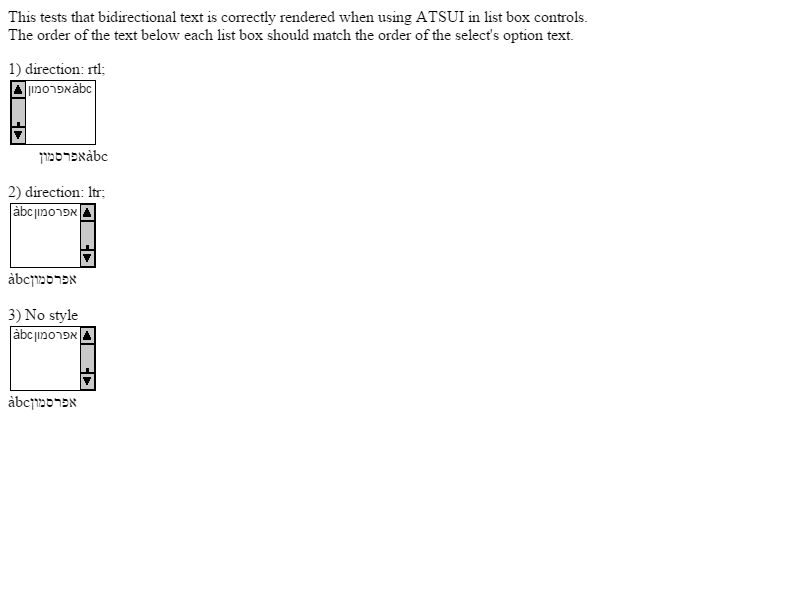 This tests that bidirectional text is correctly rendered when using ATSUI in list box controls.
The order of the text below each list box should match the order of the select's option text.
1) direction: rtl;
àbcאפרסמון
àbcאפרסמון
2) direction: ltr;
àbcאפרסמון
àbcאפרסמון
3) No style
àbcאפרסמון
àbcאפרסמון